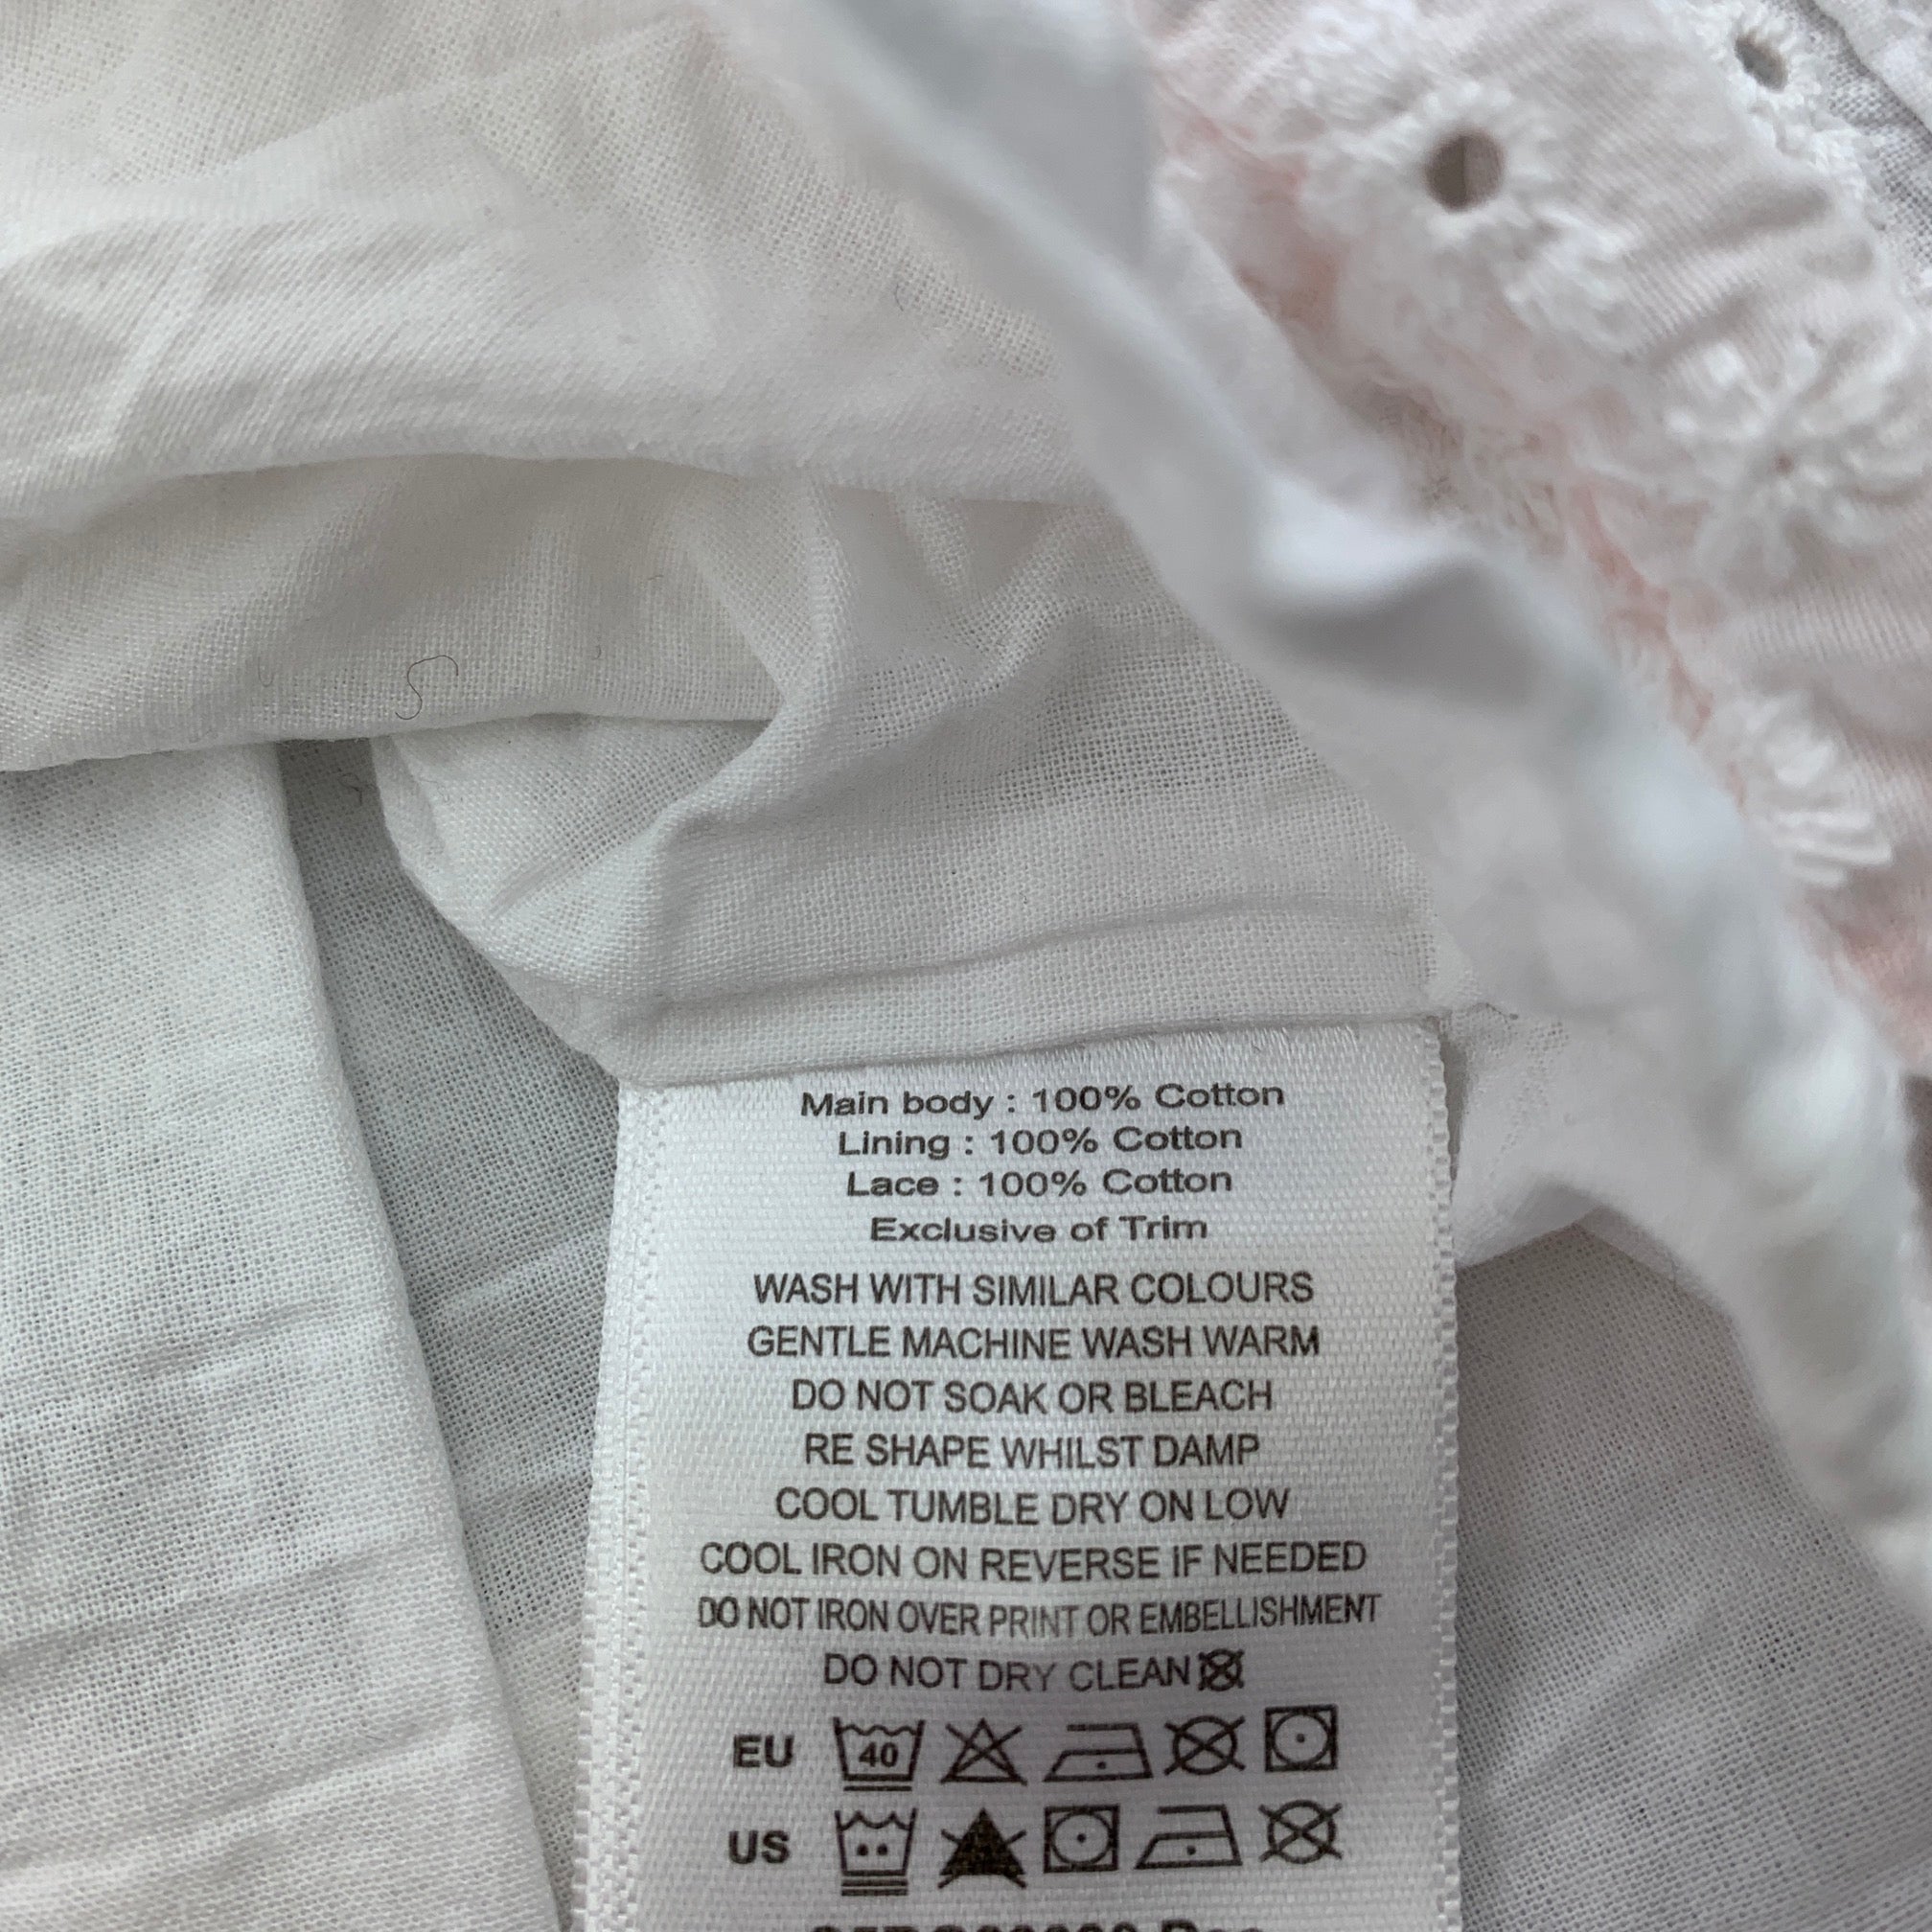 Main body : 100% Cotton
Lining : 100% Cotton
Lace : 100% Cotton
Exclusive of Trim
WASH WITH SIMILAR COLOURS
GENTLE MACHINE WASH WARM
DO NOT SOAK OR BLEACH
RE SHAPE WHILST DAMP
COOL TUMBLE DRY ON LOW
COOL IRON ON REVERSE IF NEEDED
DO NOT IRON OVER PRINT OR EMBELLISHMENT
DO NOT DRY CLEAN
EU 40
US